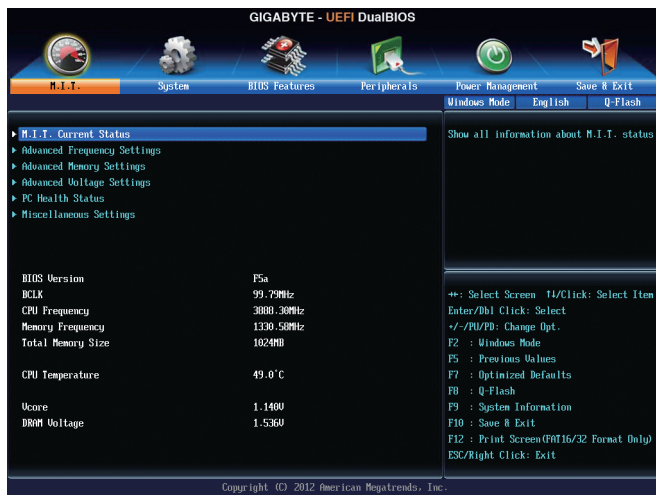 GIGABYTE - UEFI DualBIOS
M.I.T. System BIOS Features Peripherals Power Management Save & Exit
Windows Mode English Q-Flash
M.I.T. Current Status
Advanced Frequency Settings
Advanced Memory Settings
Advanced Voltage Settings
PC Health Status
Miscellaneous Settings
Show all information about M.I.T. status
BIOS Version F5a
BCLK 99.79MHz
CPU Frequency 3888.30MHz
Memory Frequency 1330.58MHz
Total Memory Size 1024MB
CPU Temperature 49.0°C
Vcore 1.140V
DRAM Voltage 1.536V
→←: Select Screen ↑↓/Click: Select Item
Enter/Dbl Click: Select
+/-/PU/PD: Change Opt.
F2 : Windows Mode
F5 : Previous Values
F7 : Optimized Defaults
F8 : Q-Flash
F9 : System Information
F10 : Save & Exit
F12 : Print Screen(FAT16/32 Format Only)
ESC/Right Click: Exit
Copyright (C) 2012 American Megatrends, Inc.